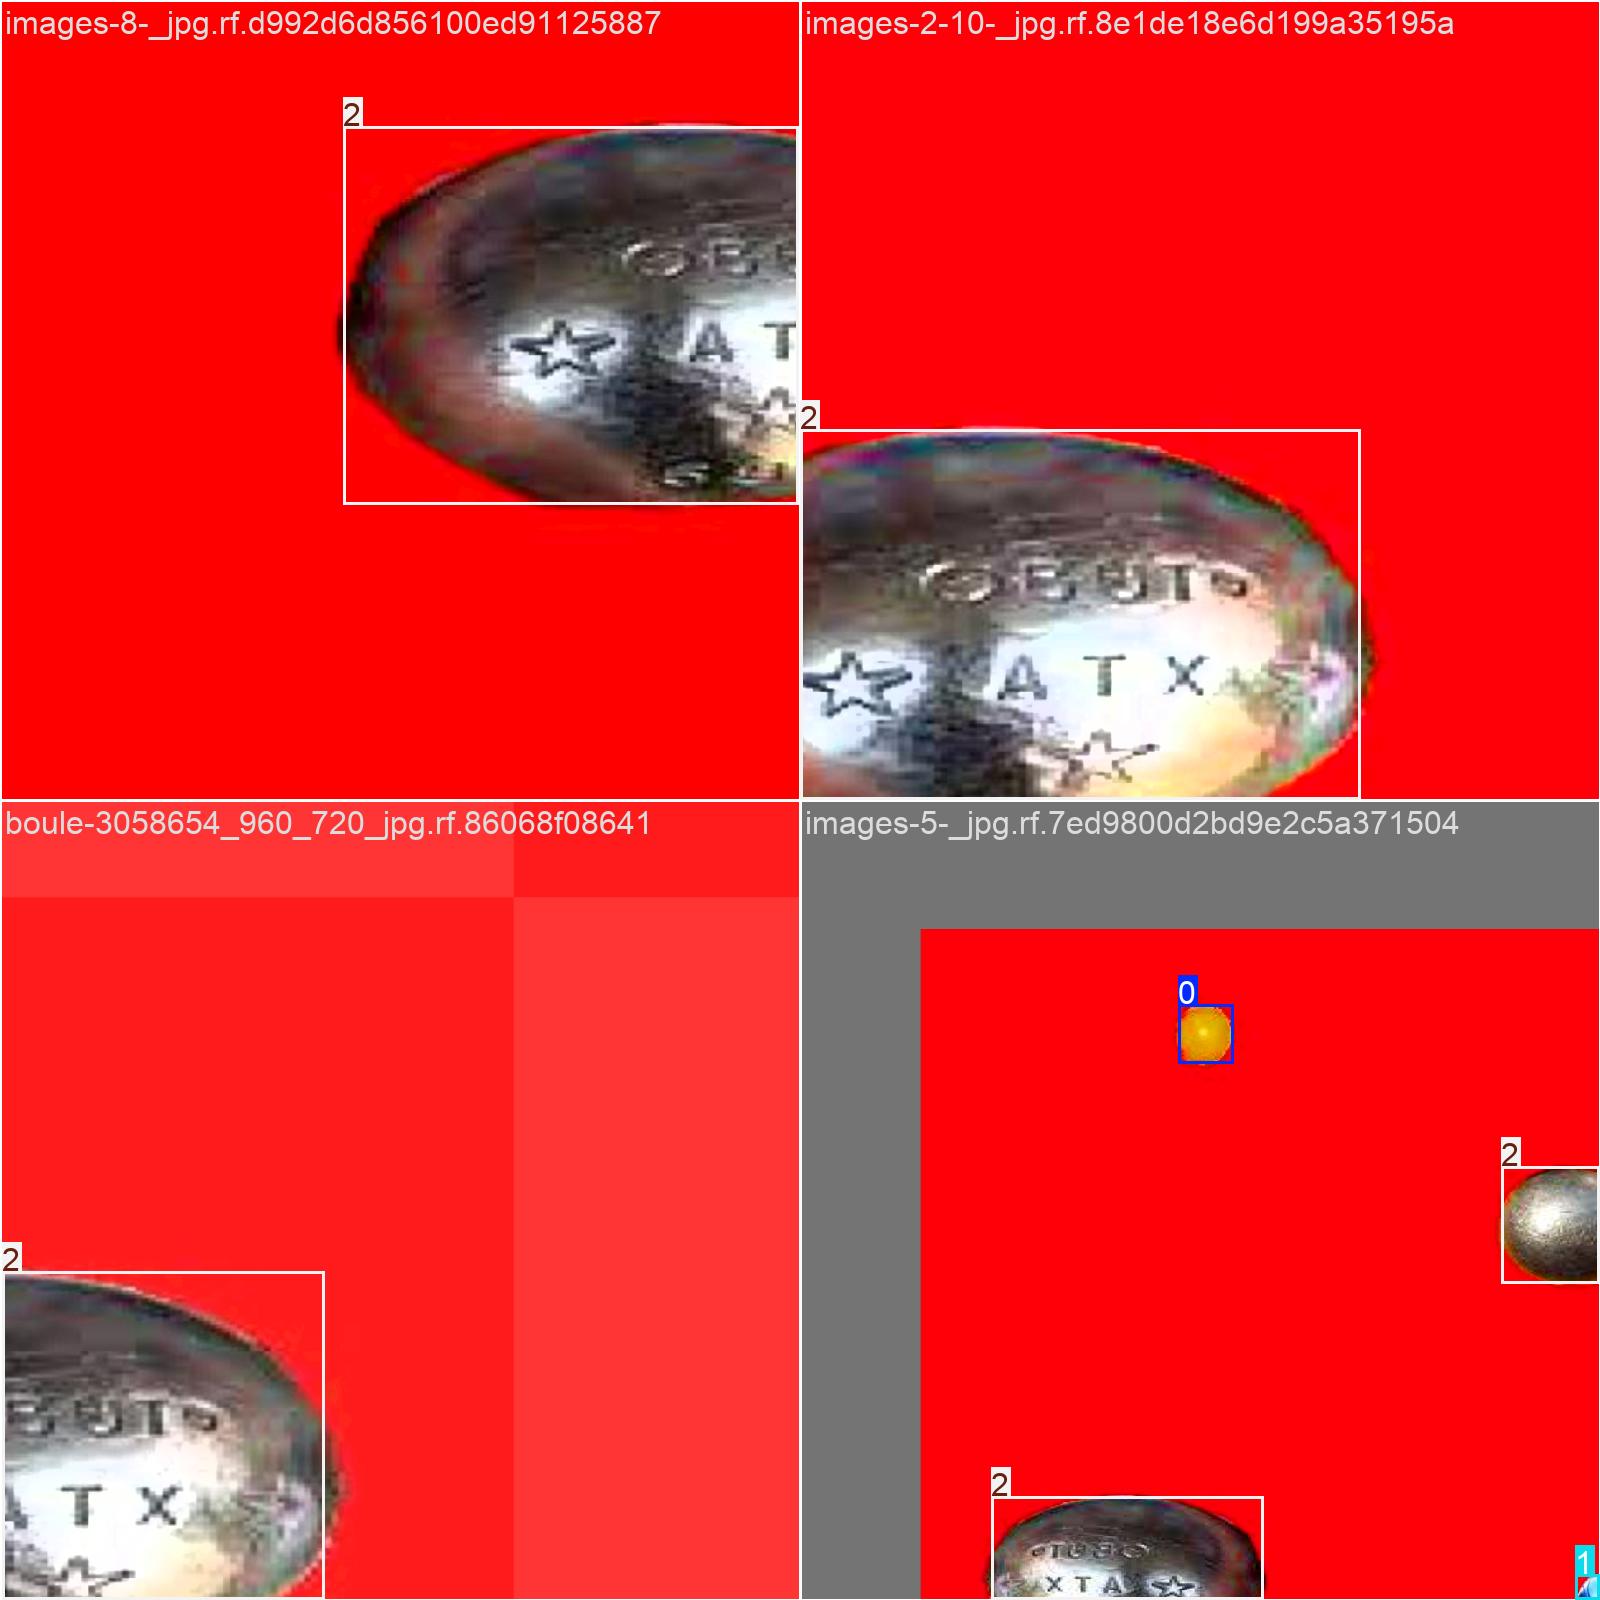 images-8-_jpg.rf.d992d6d856100ed91125887
images-2-10-_jpg.rf.8e1de18e6d199a35195a
2
A T
2
A T X
boule-3058654_960_720_jpg.rf.86068f08641
images-5-_jpg.rf.7ed9800d2bd9e2c5a371504
0
2
2
T X
2
X T A
1